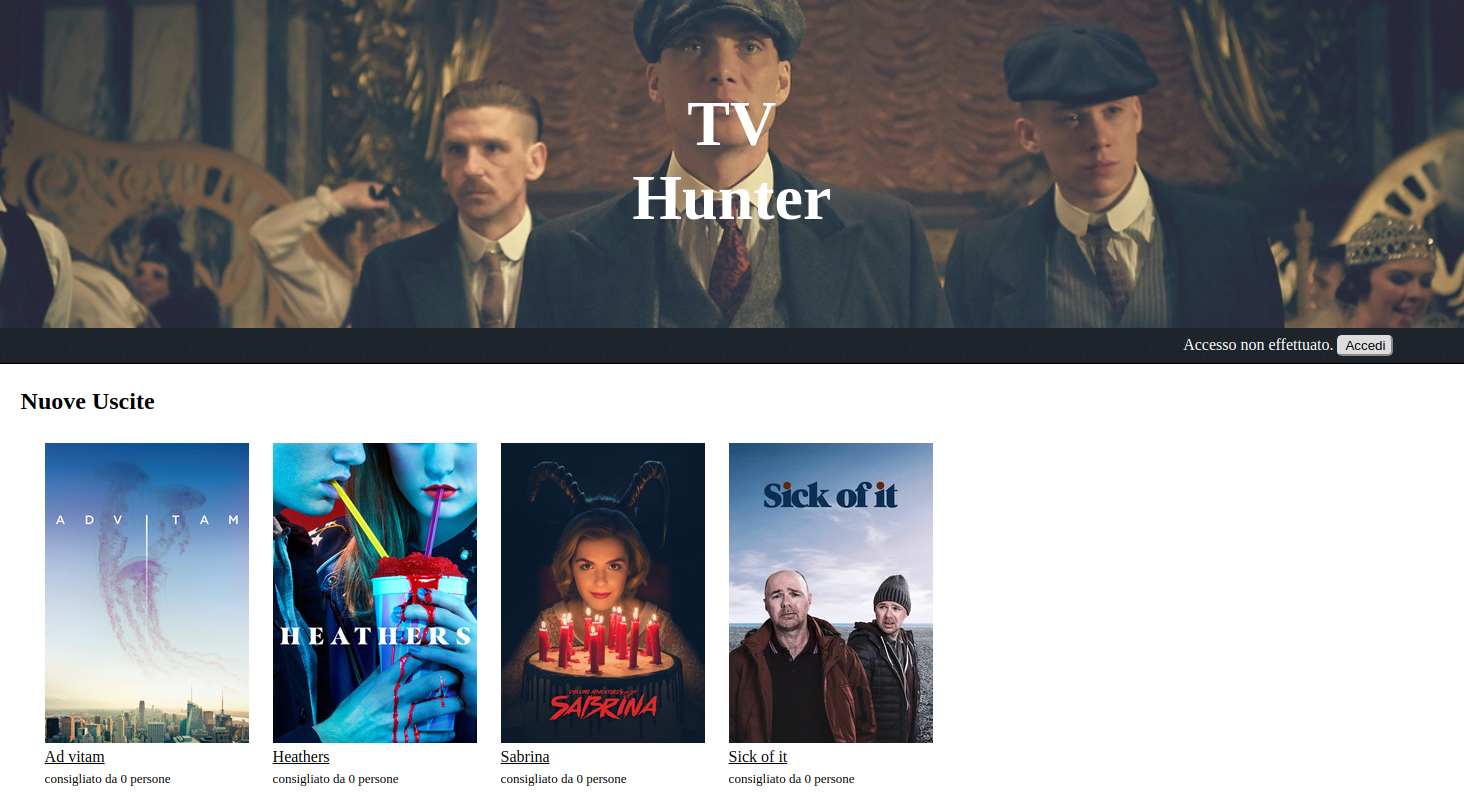 TV
Hunter
Accesso non effettuato. Accedi
Nuove Uscite
AD VITAM
HEATHERS
CHILLING ADVENTURES OF
SABRINA
Sick of it
Ad vitam
Heathers
Sabrina
Sick of it
consigliato da 0 persone
consigliato da 0 persone
consigliato da 0 persone
consigliato da 0 persone